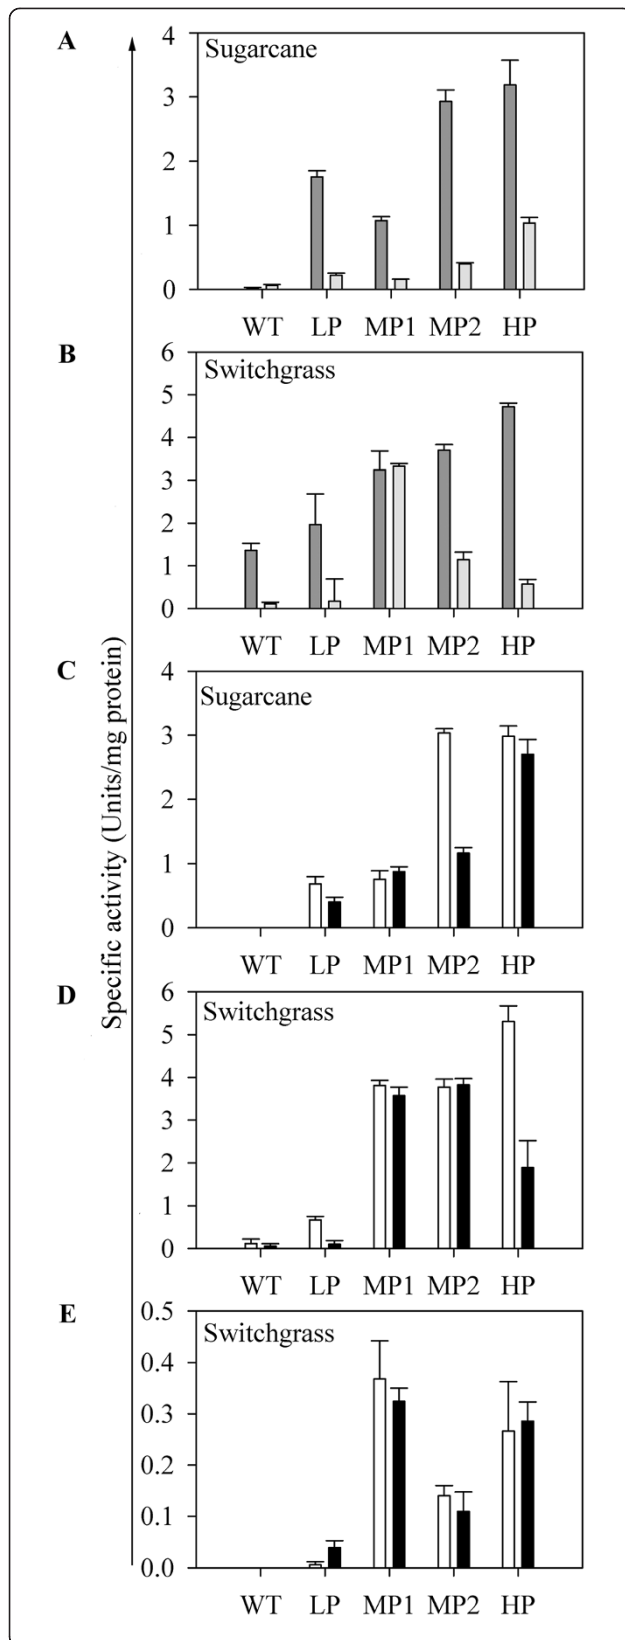 Specific activity (Units/mg protein)
A
Sugarcane
4
3
2
1
0
WT LP MP1 MP2 HP
B
Switchgrass
6
5
4
3
2
1
0
WT LP MP1 MP2 HP
C
Sugarcane
4
3
2
1
0
WT LP MP1 MP2 HP
D
Switchgrass
6
5
4
3
2
1
0
WT LP MP1 MP2 HP
E
Switchgrass
0.5
0.4
0.3
0.2
0.1
0.0
WT LP MP1 MP2 HP